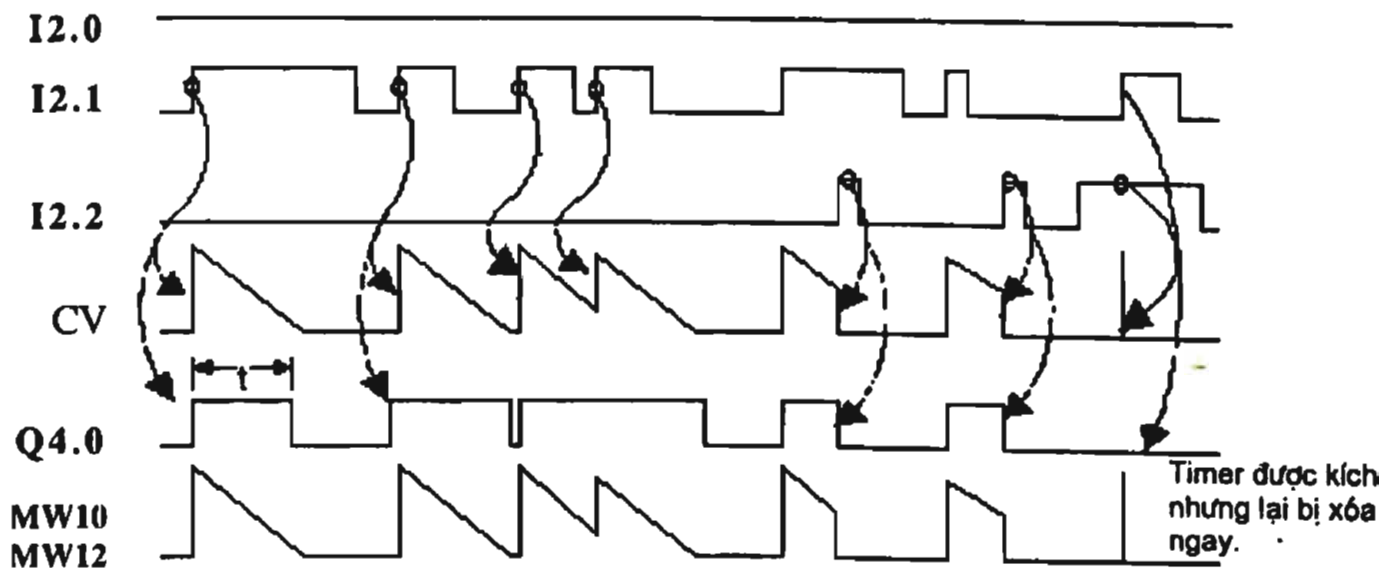 I2.0
I2.1
I2.2
CV
t
Q4.0
MW10
MW12
Timer được kích
nhưng lại bị xóa
ngay.